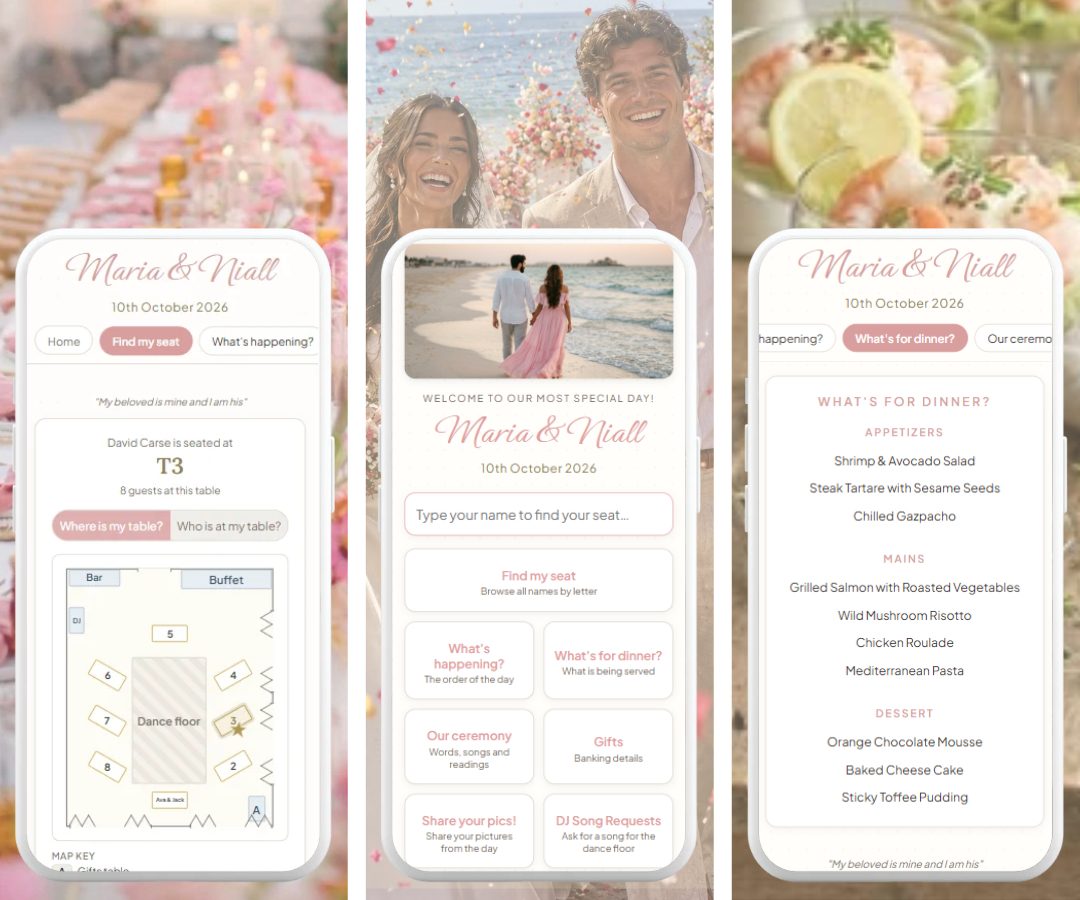 Maria & Niall
10th October 2026
Home
Find my seat
What's happening?
"My beloved is mine and I am his"
David Carse is seated at
T3
8 guests at this table
Where is my table?
Who is at my table?
Bar
Buffet
DJ
5
6
4
Dance floor
7
3
8
2
Ava & Jack
A
MAP KEY
A
Gifts table
WELCOME TO OUR MOST SPECIAL DAY!
Maria & Niall
10th October 2026
Type your name to find your seat...
Find my seat
Browse all names by letter
What's
happening?
The order of the day
What's for dinner?
What is being served
Our ceremony
Words, songs and
readings
Gifts
Banking details
Share your pics!
Share your pictures
from the day
DJ Song Requests
Ask for a song for the
dance floor
Maria & Niall
10th October 2026
happening?
What's for dinner?
Our ceremo
WHAT'S FOR DINNER?
APPETIZERS
Shrimp & Avocado Salad
Steak Tartare with Sesame Seeds
Chilled Gazpacho
MAINS
Grilled Salmon with Roasted Vegetables
Wild Mushroom Risotto
Chicken Roulade
Mediterranean Pasta
DESSERT
Orange Chocolate Mousse
Baked Cheese Cake
Sticky Toffee Pudding
"My beloved is mine and I am his"